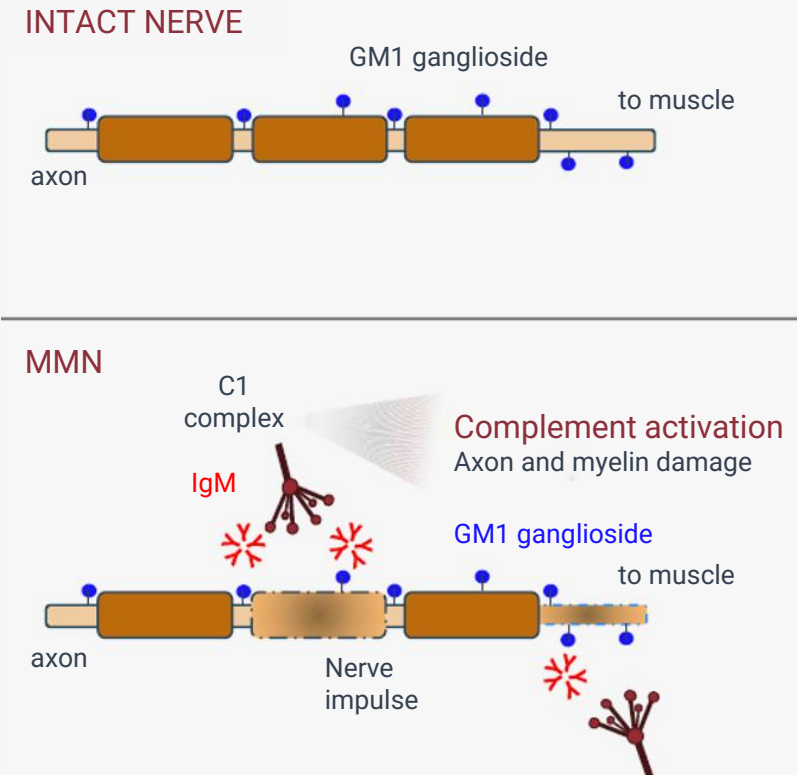 INTACT NERVE
GM1 ganglioside
to muscle
axon
MMN
C1
complex
Complement activation
Axon and myelin damage
IgM
GM1 ganglioside
to muscle
axon
Nerve
impulse